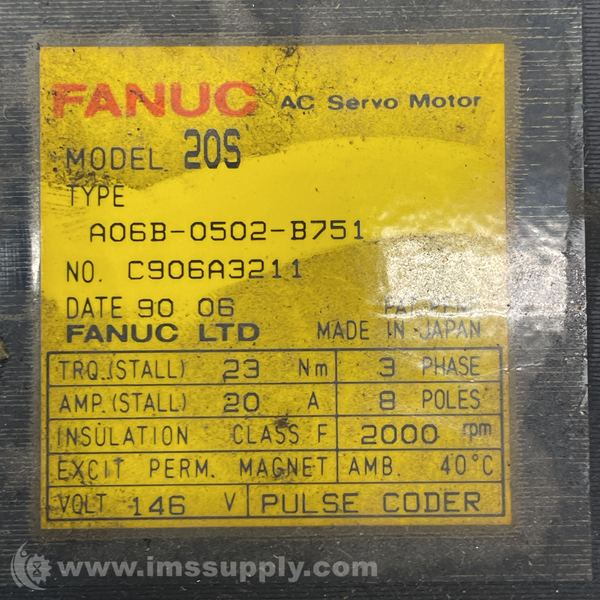 FANUC AC Servo Motor
MODEL 20S
TYPE
A06B-0502-B751
NO. C906A3211
DATE 90 06
FANUC LTD MADE IN JAPAN
TRQ.(STALL) 23 Nm 3 PHASE
AMP.(STALL) 20 A 8 POLES
INSULATION CLASS F 2000 rpm
EXCIT PERM. MAGNET AMB. 40°C
VOLT 146 V PULSE CODER
www.imssupply.com